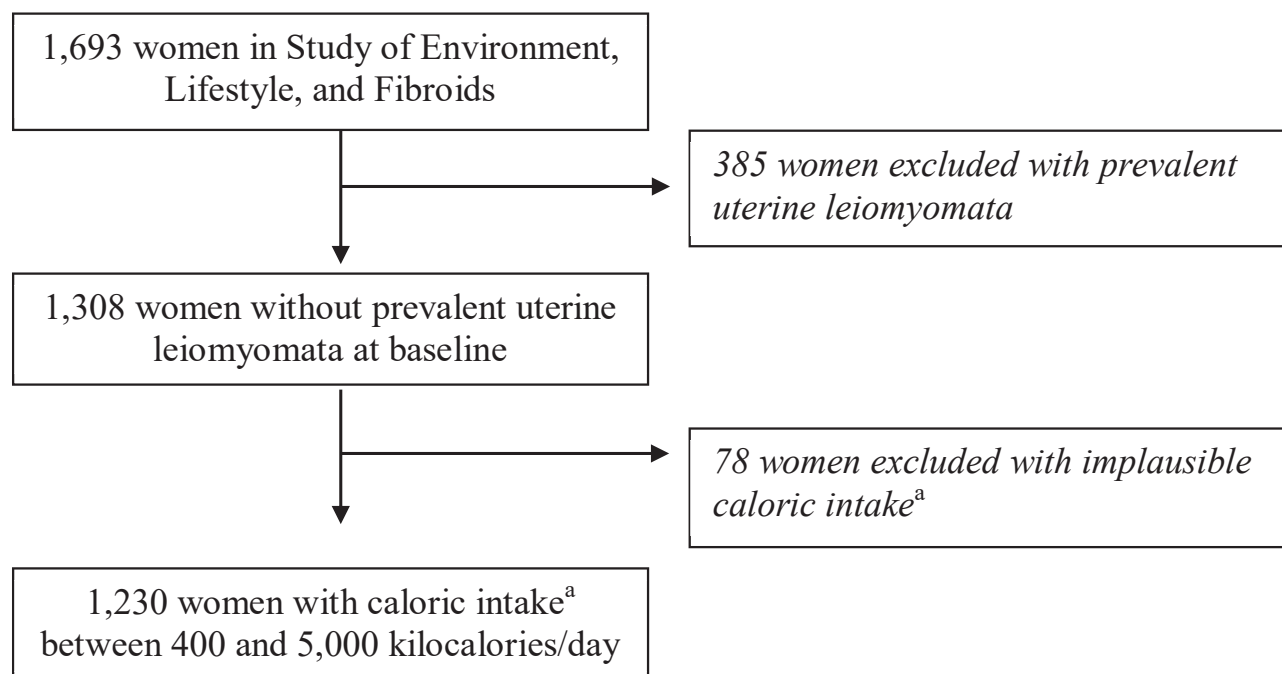 1,693 women in Study of Environment,
Lifestyle, and Fibroids
385 women excluded with prevalent
uterine leiomyomata
1,308 women without prevalent uterine
leiomyomata at baseline
78 women excluded with implausible
caloric intakeᵃ
1,230 women with caloric intakeᵃ
between 400 and 5,000 kilocalories/day